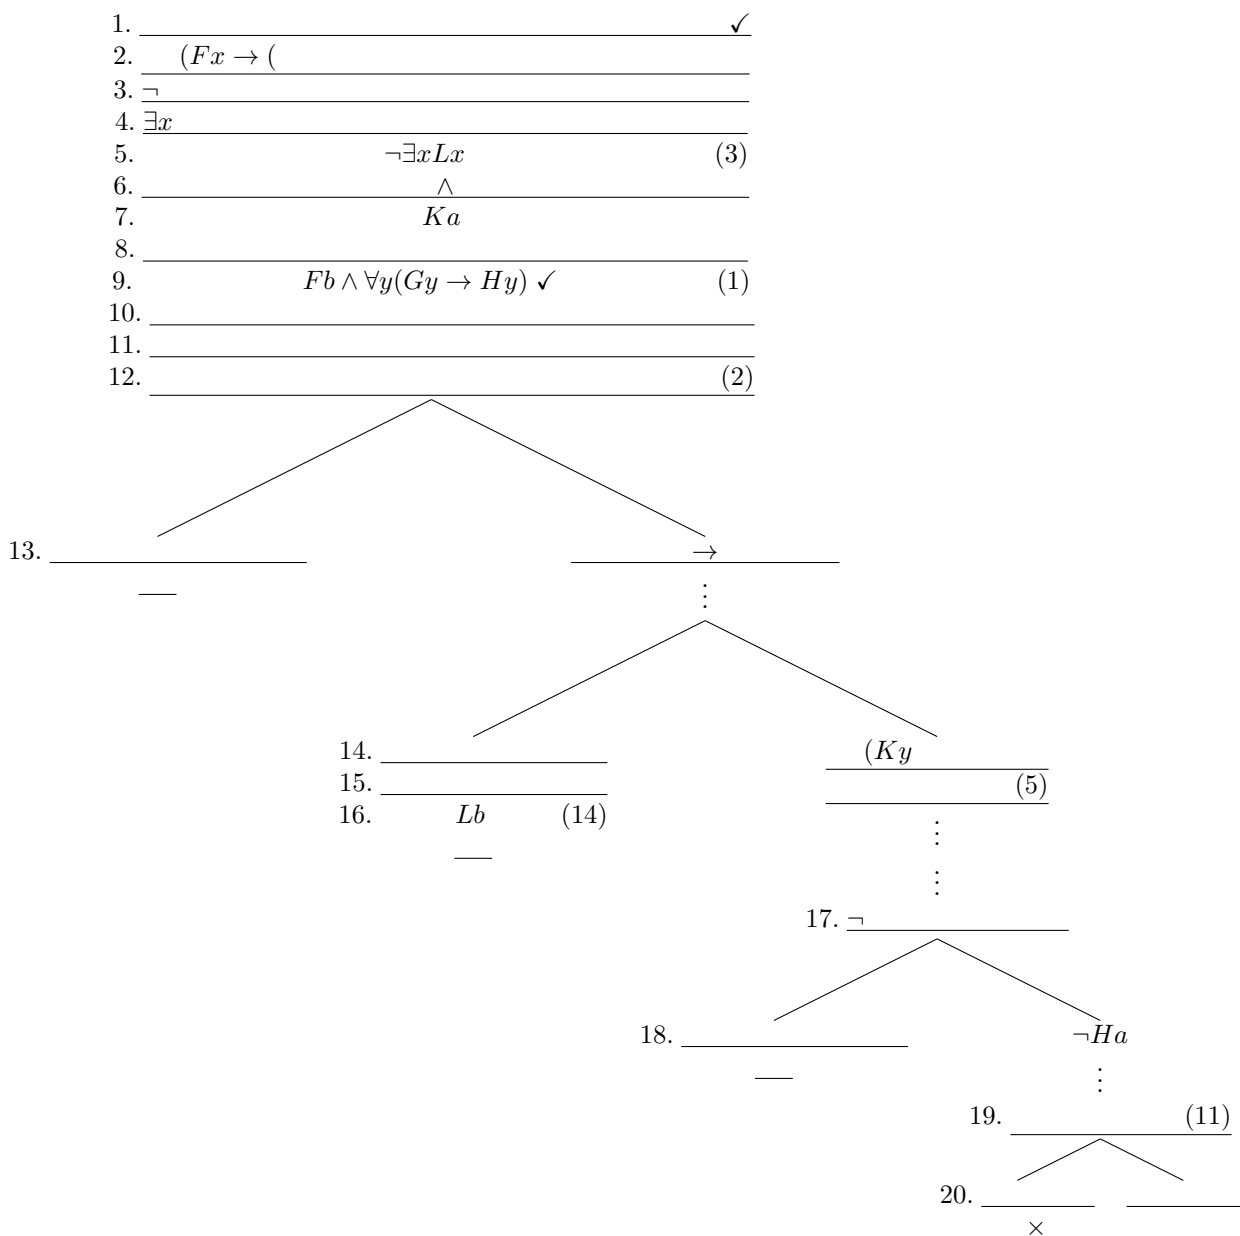 1. ✓
2. (Fx → (
3. ¬
4. ∃x
5. ¬∃xLx (3)
6. ∧
7. Ka
8.
9. Fb ∧ ∀y(Gy → Hy) ✓ (1)
10.
11.
12. (2)
13. →
⋮
14. (Ky
15. (5)
16. Lb (14)
⋮
⋮
17. ¬
18. ¬Ha
⋮
19. (11)
20.
×